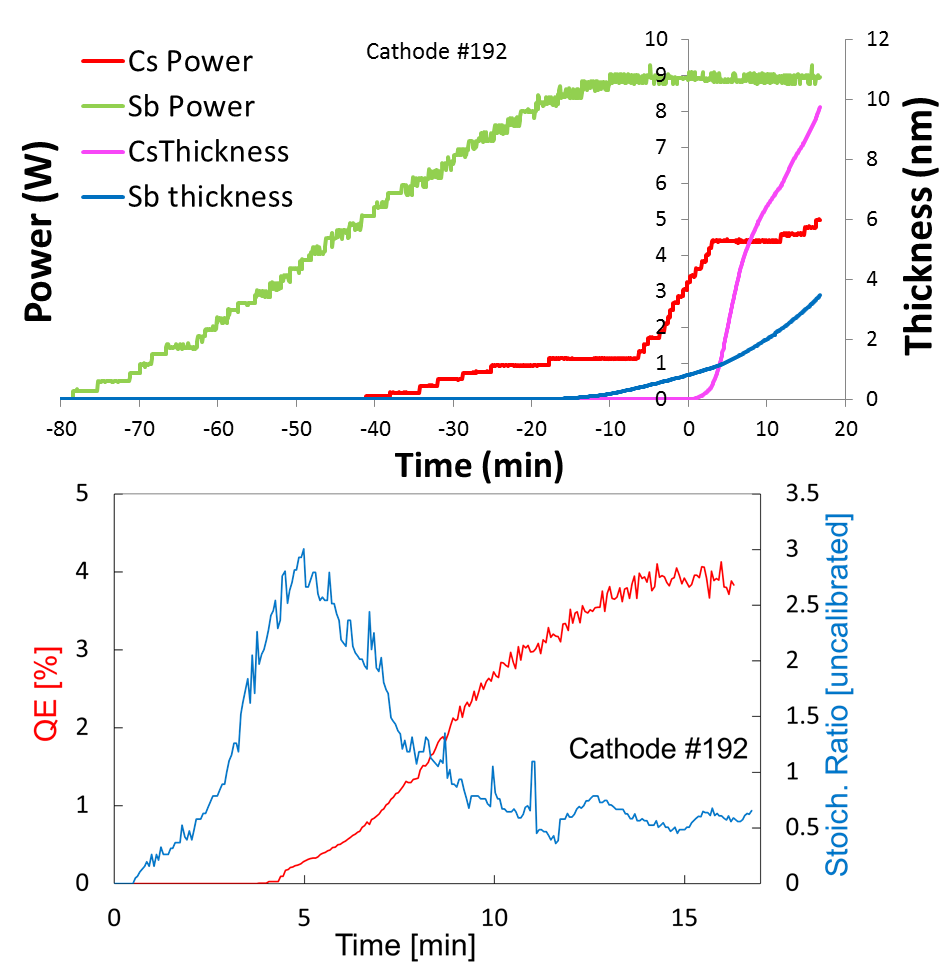 Cathode #192
Cs Power
Sb Power
CsThickness
Sb thickness
Power (W)
10
9
8
7
6
5
4
3
2
1
0
12
10
8
6
4
2
0
Thickness (nm)
-80 -70 -60 -50 -40 -30 -20 -10 0 10 20
Time (min)
QE [%]
5
4
3
2
1
0
3.5
3
2.5
2
1.5
1
0.5
0
Stoich. Ratio [uncalibrated]
Cathode #192
0 5 10 15
Time [min]